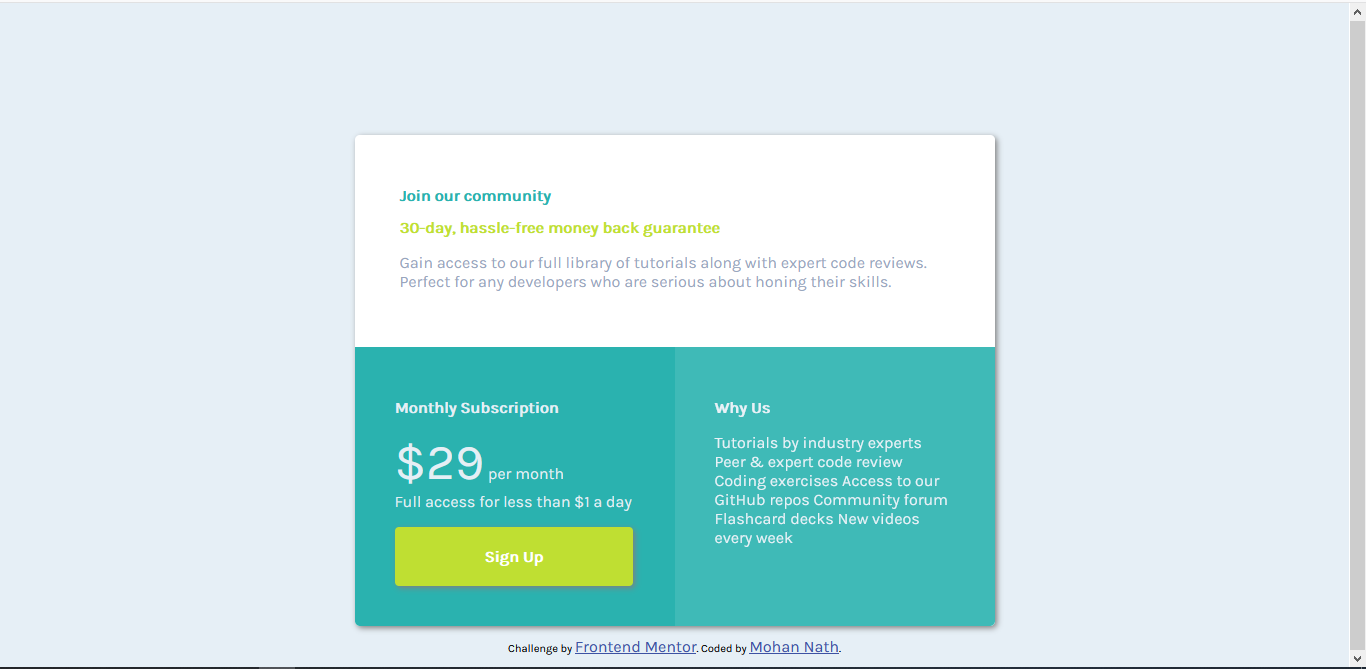 Join our community
30-day, hassle-free money back guarantee
Gain access to our full library of tutorials along with expert code reviews.
Perfect for any developers who are serious about honing their skills.
Monthly Subscription
$29 per month
Full access for less than $1 a day
Sign Up
Why Us
Tutorials by industry experts
Peer & expert code review
Coding exercises Access to our
GitHub repos Community forum
Flashcard decks New videos
every week
Challenge by Frontend Mentor. Coded by Mohan Nath.